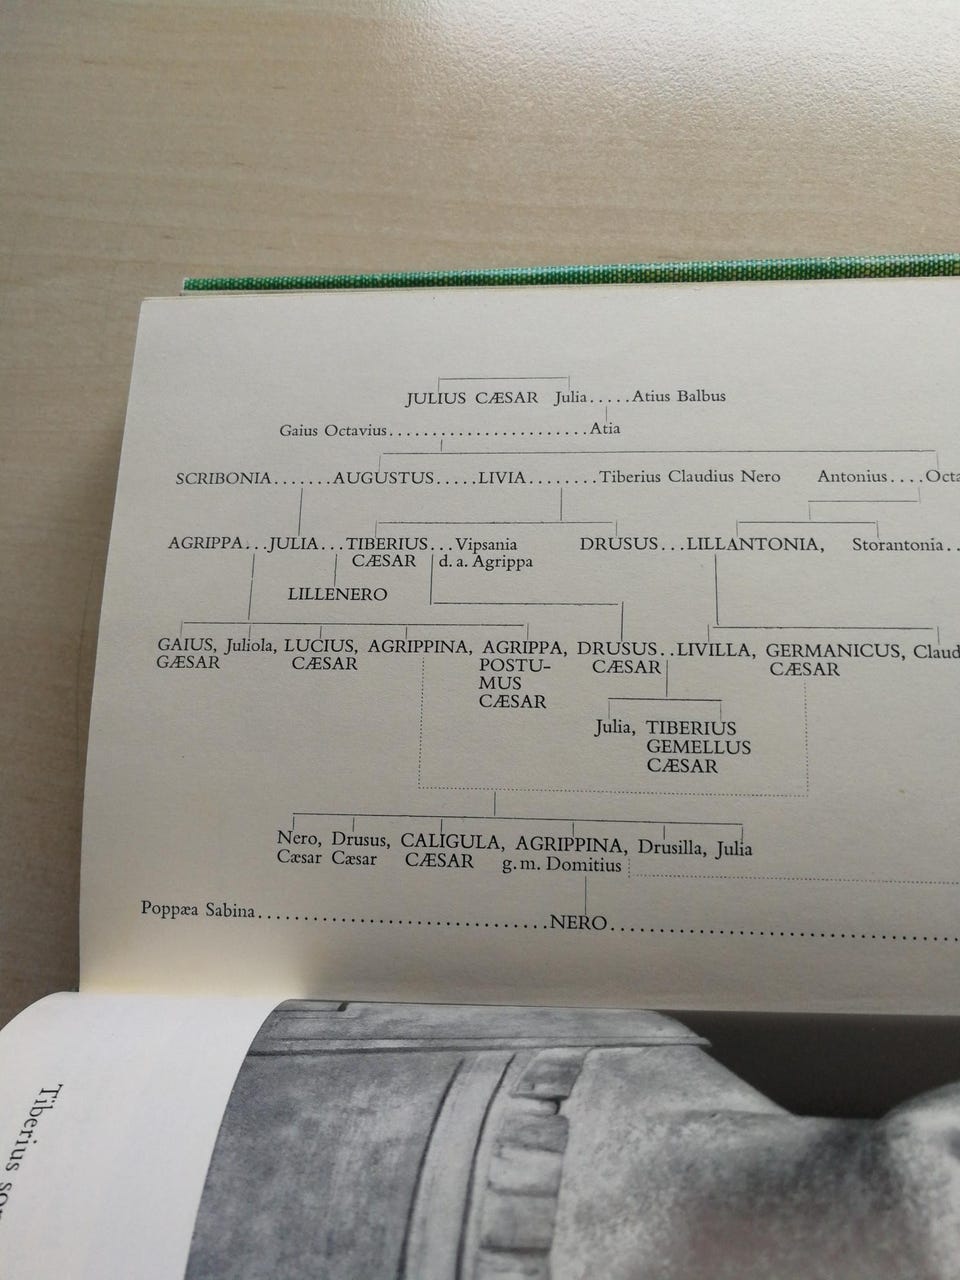 JULIUS CÆSAR Julia.....Atius Balbus
Gaius Octavius.............................Atia
SCRIBONIA.......AUGUSTUS.....LIVIA........Tiberius Claudius Nero Antonius....Octa
AGRIPPA...JULIA...TIBERIUS...Vipsania DRUSUS...LILLANTONIA, Storantonia..
CÆSAR d. a. Agrippa
LILLENERO
GAIUS, Juliola, LUCIUS, AGRIPPINA, AGRIPPA, DRUSUS..LIVILLA, GERMANICUS, Claud
GÆSAR CÆSAR POSTU- CÆSAR CÆSAR
MUS
CÆSAR
Julia, TIBERIUS
GEMELLUS
CÆSAR
Nero, Drusus, CALIGULA, AGRIPPINA, Drusilla, Julia
Cæsar Cæsar CÆSAR g. m. Domitius
Poppæa Sabina.....................................NERO............................................
Tiberius som